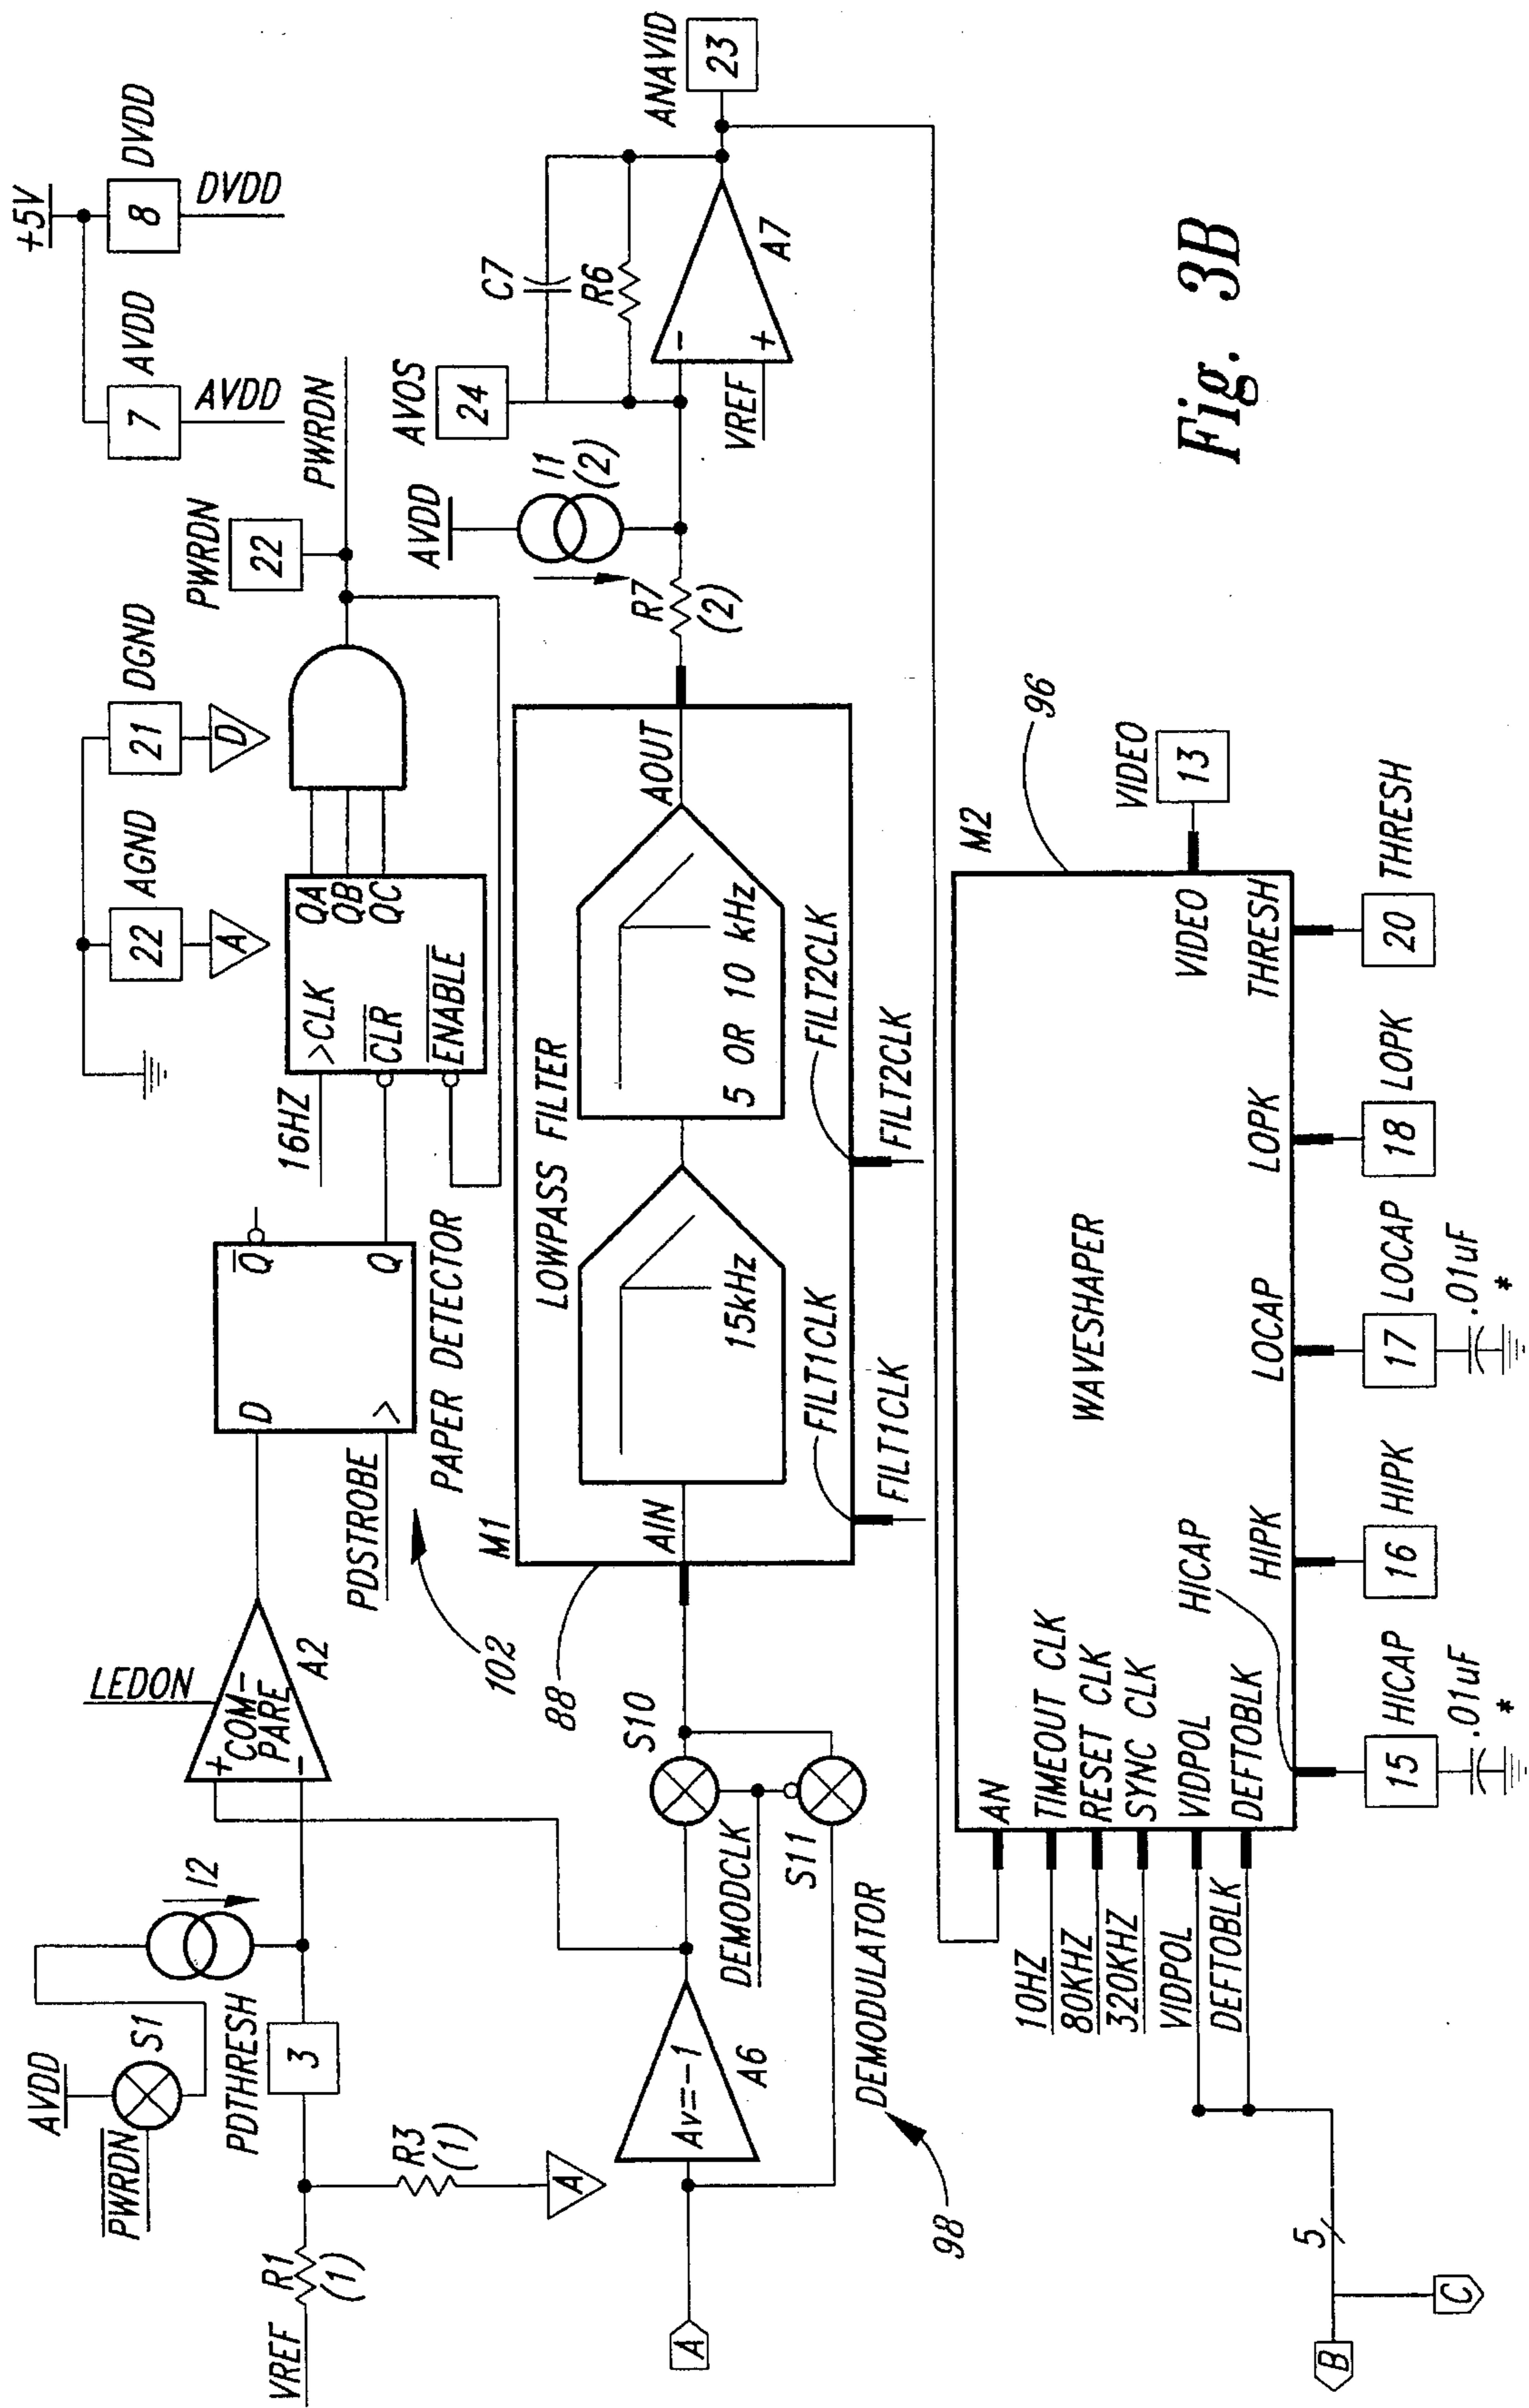 +5V
7
AVDD
AVDD
8
DVDD
DVDD
22
AGND
A
21
DGND
D
PWRDN
22
PWRDN
16HZ
>CLK
CLR
ENABLE
QA
QB
QC
AVDD
PWRDN
S1
I2
VREF
R1
(1)
PDTHRESH
3
R3
(1)
A
LEDON
+
COM-
PARE
-
A2
PDSTROBE
D
>
Q
Q
PAPER DETECTOR
102
A
Av=-1
A6
DEMODCLK
S10
S11
DEMODULATOR
98
88
M1
LOWPASS FILTER
AIN
15kHz
5 OR 10 kHz
AOUT
FILT1CLK
FILT1CLK
FILT2CLK
FILT2CLK
R7
(2)
AVDD
I1
(2)
AVOS
24
C7
R6
-
+
VREF
A7
ANAVID
23
10HZ
80KHZ
320KHZ
VIDPOL
DEFTOBLK
AN
TIMEOUT CLK
RESET CLK
SYNC CLK
VIDPOL
DEFTOBLK
WAVESHAPER
M2
96
VIDEO
VIDEO
13
HICAP
HIPK
LOCAP
LOPK
THRESH
15
HICAP
.01uF
*
16
HIPK
17
LOCAP
.01uF
*
18
LOPK
20
THRESH
5
B
C
Fig. 3B